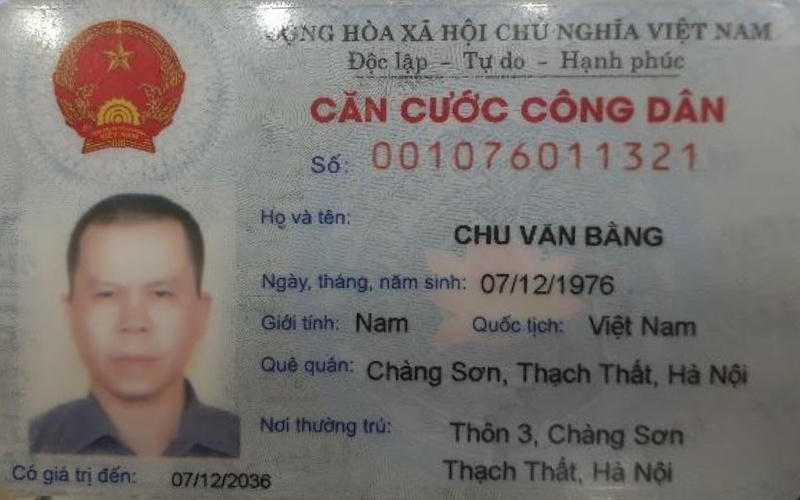 CỘNG HÒA XÃ HỘI CHỦ NGHĨA VIỆT NAM
Độc lập - Tự do - Hạnh phúc
CĂN CƯỚC CÔNG DÂN
Số: 001076011321
Họ và tên:
CHU VĂN BẰNG
Ngày, tháng, năm sinh: 07/12/1976
Giới tính: Nam Quốc tịch: Việt Nam
Quê quán: Chàng Sơn, Thạch Thất, Hà Nội
Nơi thường trú: Thôn 3, Chàng Sơn
Thạch Thất, Hà Nội
Có giá trị đến: 07/12/2036